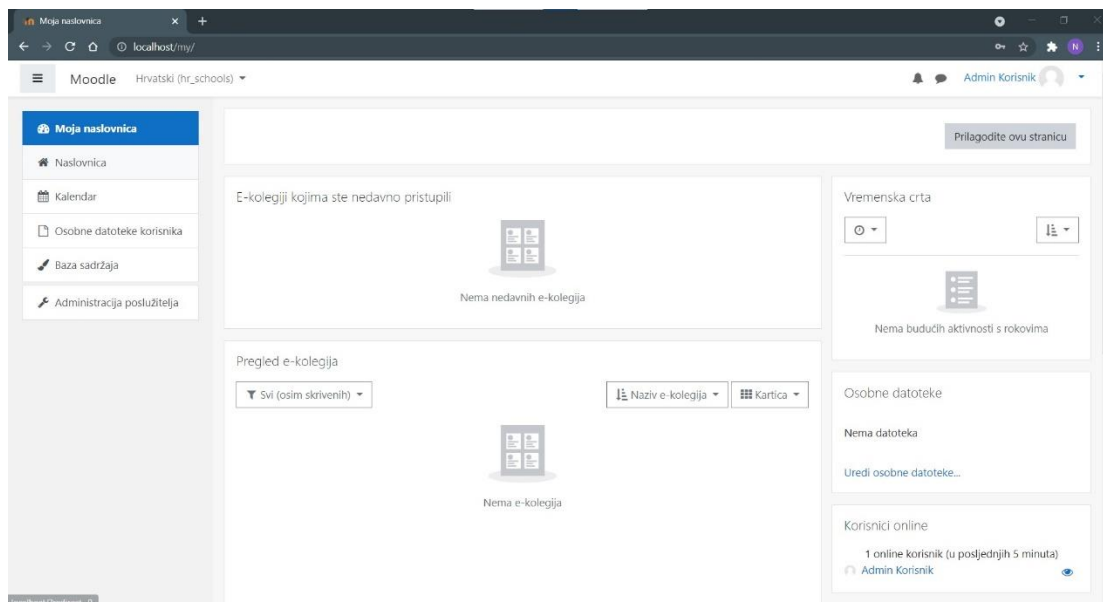 Moja naslovnica
localhost/my/
Moodle Hrvatski (hr_schools)
Admin Korisnik
N
Moja naslovnica
Naslovnica
Kalendar
Osobne datoteke korisnika
Baza sadržaja
Administracija poslužitelja
Prilagodite ovu stranicu
E-kolegiji kojima ste nedavno pristupili
Nema nedavnih e-kolegija
Pregled e-kolegija
Svi (osim skrivenih) Naziv e-kolegija Kartica
Nema e-kolegija
Vremenska crta
Nema budućih aktivnosti s rokovima
Osobne datoteke
Nema datoteka
Uredi osobne datoteke...
Korisnici online
1 online korisnik (u posljednjih 5 minuta)
Admin Korisnik